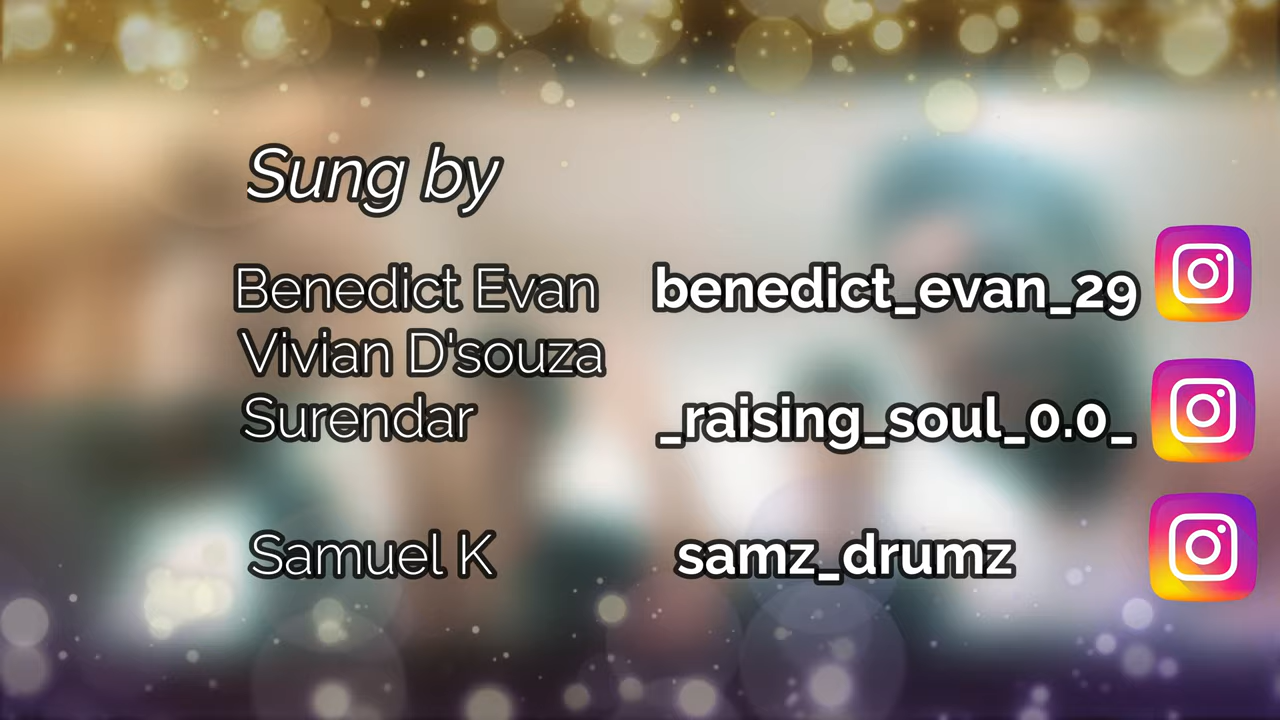 Sung by
Benedict Evan benedict_evan_29
Vivian D'souza
Surendar _raising_soul_0.0_
Samuel K samz_drumz